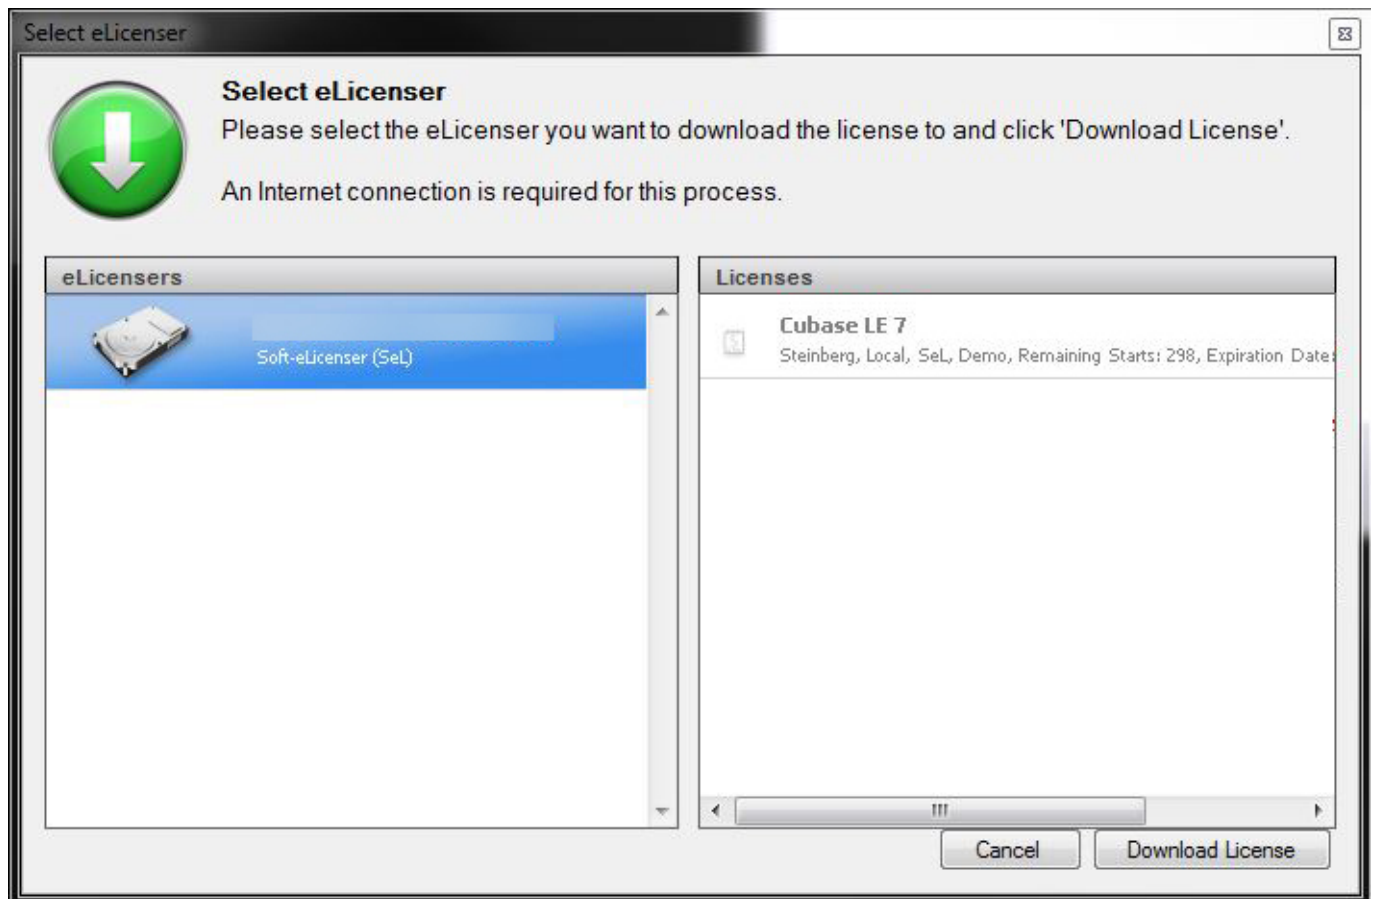 Select eLicenser
Select eLicenser
Please select the eLicenser you want to download the license to and click 'Download License'.
An Internet connection is required for this process.
eLicensers
Soft-eLicenser (SeL)
Licenses
Cubase LE 7
Steinberg, Local, SeL, Demo, Remaining Starts: 298, Expiration Date:
Cancel
Download License